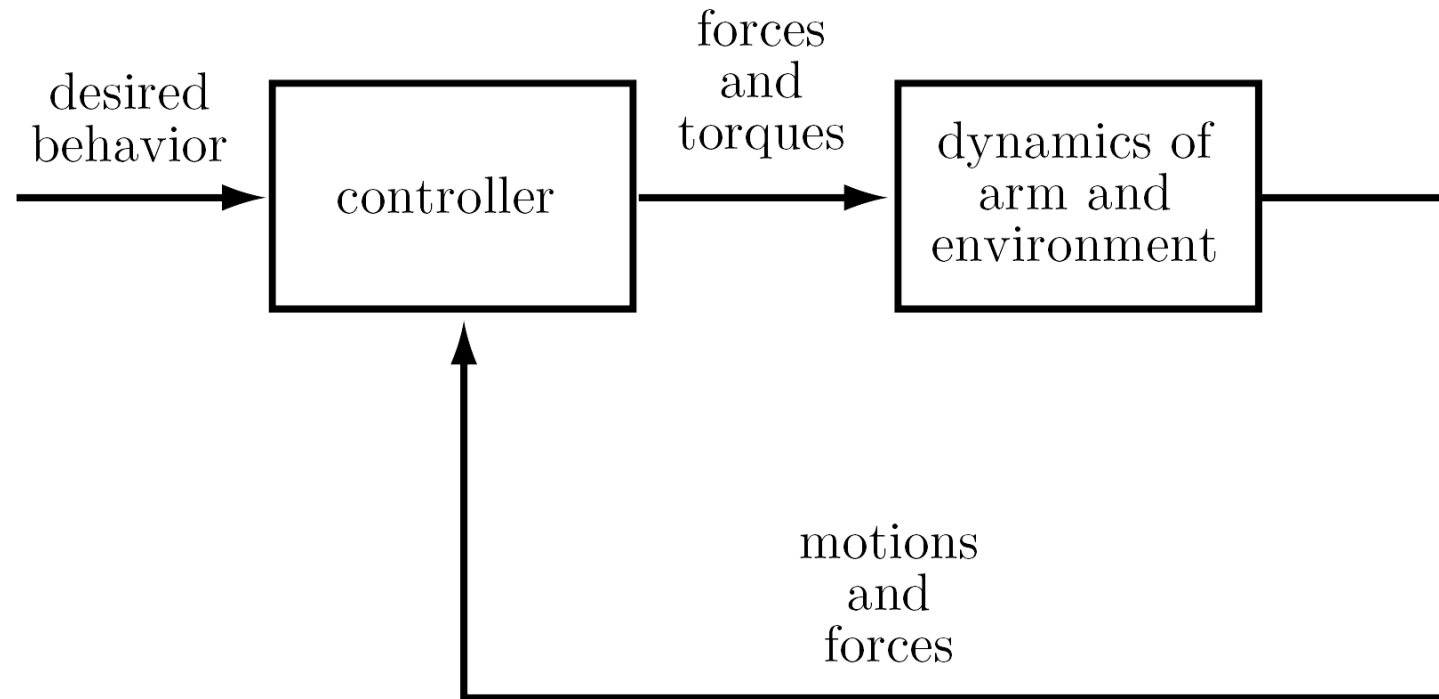 desired
behavior
controller
forces
and
torques
dynamics of
arm and
environment
motions
and
forces